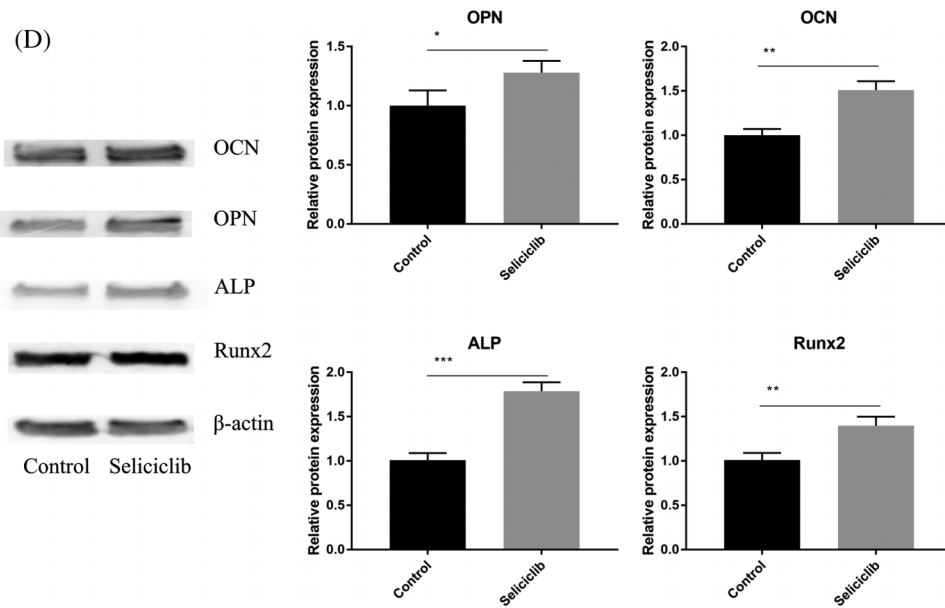 (D)
OCN
OPN
ALP
Runx2
β-actin
Control Seliciclib
OPN
*
Relative protein expression
1.5
1.0
0.5
0.0
Control
Seliciclib
OCN
**
Relative protein expression
2.0
1.5
1.0
0.5
0.0
Control
Seliciclib
ALP
***
Relative protein expression
2.0
1.5
1.0
0.5
0.0
Control
Seliciclib
Runx2
**
Relative protein expression
2.0
1.5
1.0
0.5
0.0
Control
Seliciclib